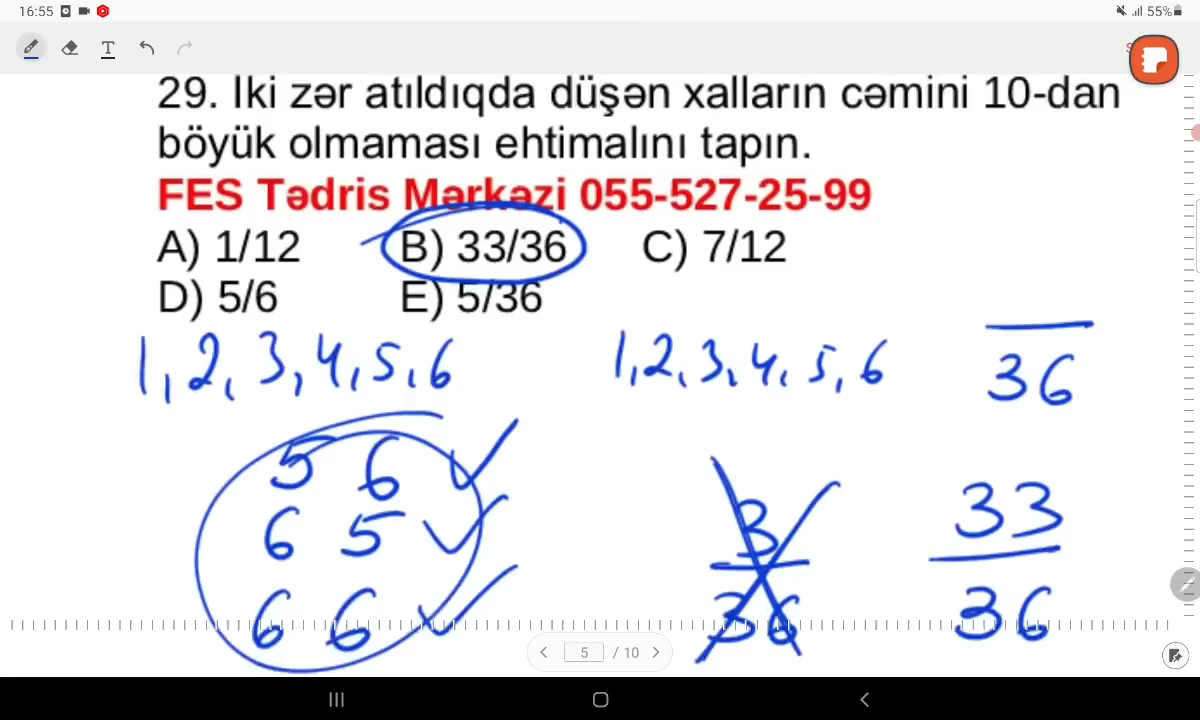 16:55 55%
T
29. Iki zər atıldıqda düşən xalların cəmini 10-dan
böyük olmaması ehtimalını tapın.
FES Tədris Mərkəzi 055-527-25-99
A) 1/12 B) 33/36 C) 7/12
D) 5/6 E) 5/36
1, 2, 3, 4, 5, 6 1, 2, 3, 4, 5, 6 36
5 6
6 5
6 6
3/36
33/36
5 / 10